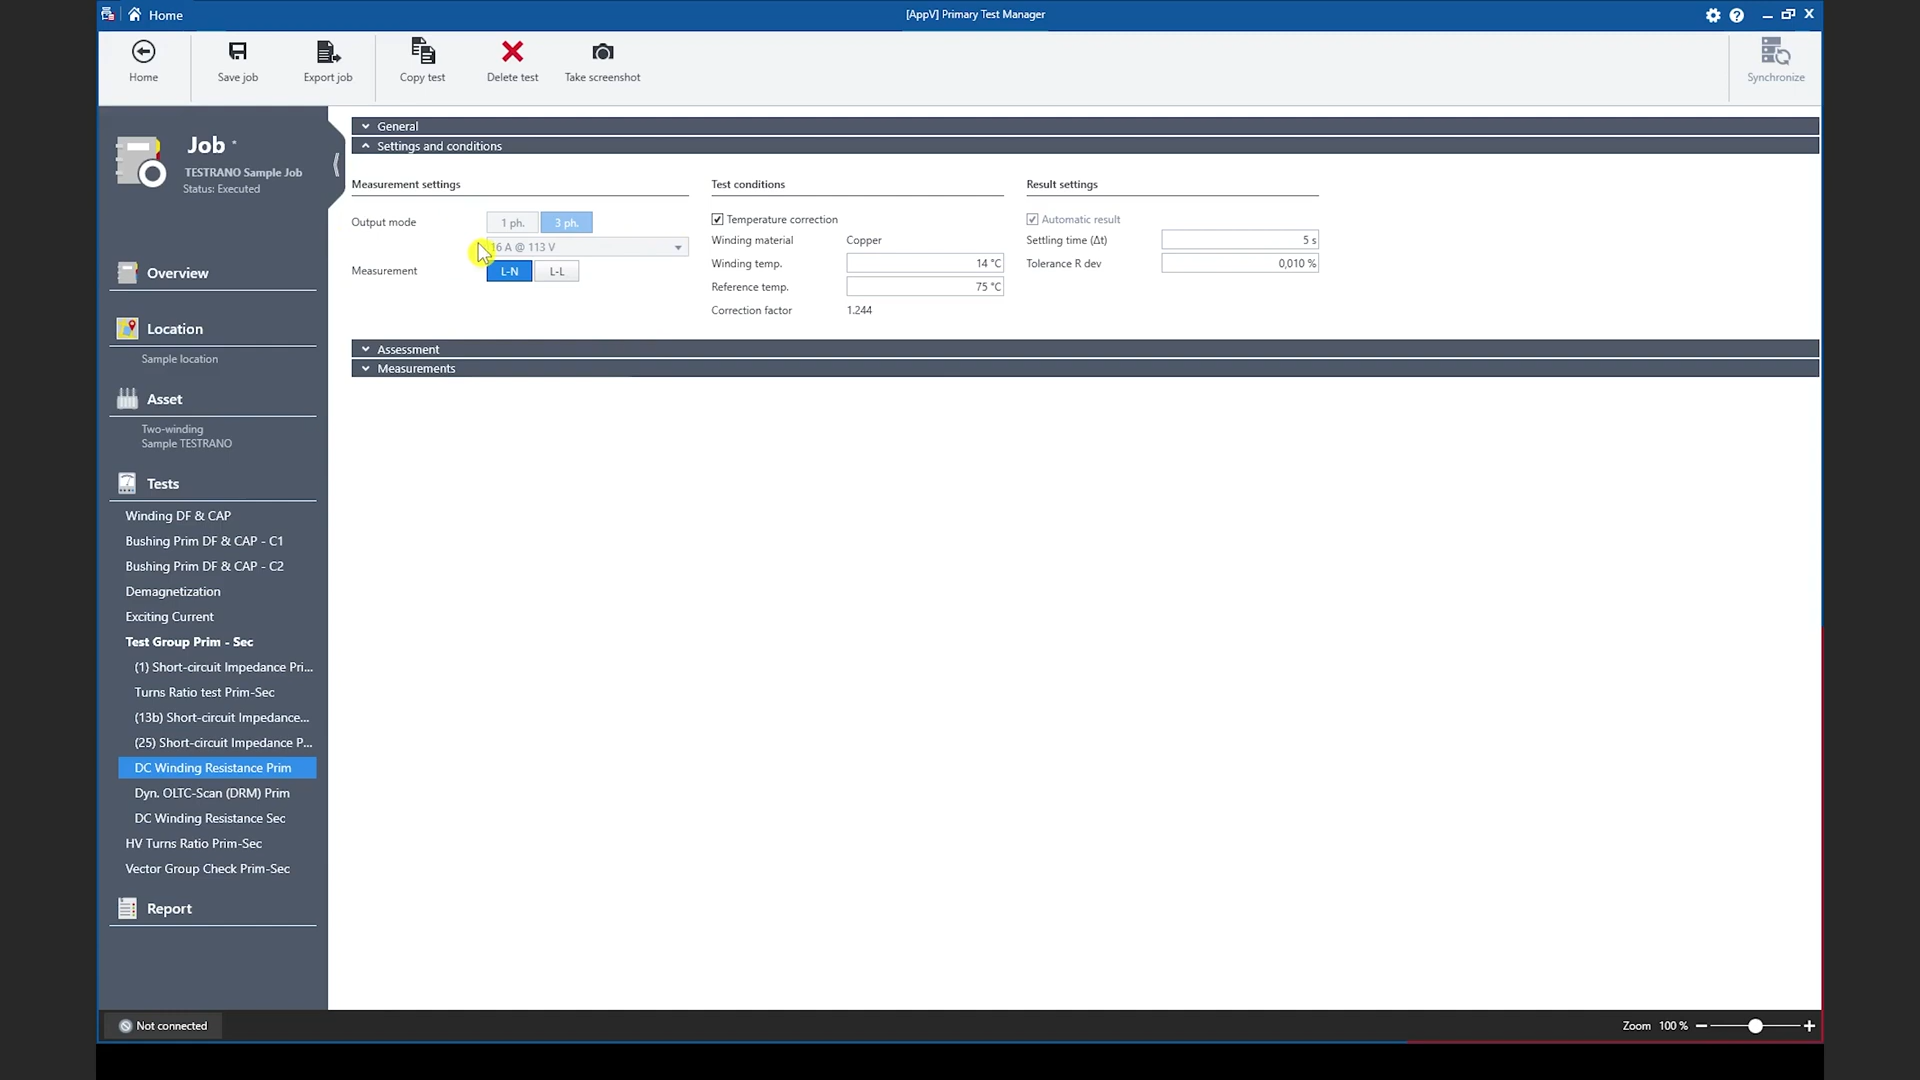 Home
[AppV] Primary Test Manager
Home
Save job
Export job
Copy test
Delete test
Take screenshot
Synchronize
Job *
TESTRANO Sample Job
Status: Executed
Overview
Location
Sample location
Asset
Two-winding
Sample TESTRANO
Tests
Winding DF & CAP
Bushing Prim DF & CAP - C1
Bushing Prim DF & CAP - C2
Demagnetization
Exciting Current
Test Group Prim - Sec
(1) Short-circuit Impedance Pri...
Turns Ratio test Prim-Sec
(13b) Short-circuit Impedance...
(25) Short-circuit Impedance P...
DC Winding Resistance Prim
Dyn. OLTC-Scan (DRM) Prim
DC Winding Resistance Sec
HV Turns Ratio Prim-Sec
Vector Group Check Prim-Sec
Report
General
Settings and conditions
Measurement settings
Output mode
1 ph.
3 ph.
16 A @ 113 V
Measurement
L-N
L-L
Test conditions
Temperature correction
Winding material Copper
Winding temp. 14 °C
Reference temp. 75 °C
Correction factor 1.244
Result settings
Automatic result
Settling time (Δt) 5 s
Tolerance R dev 0,010 %
Assessment
Measurements
Not connected
Zoom 100 %